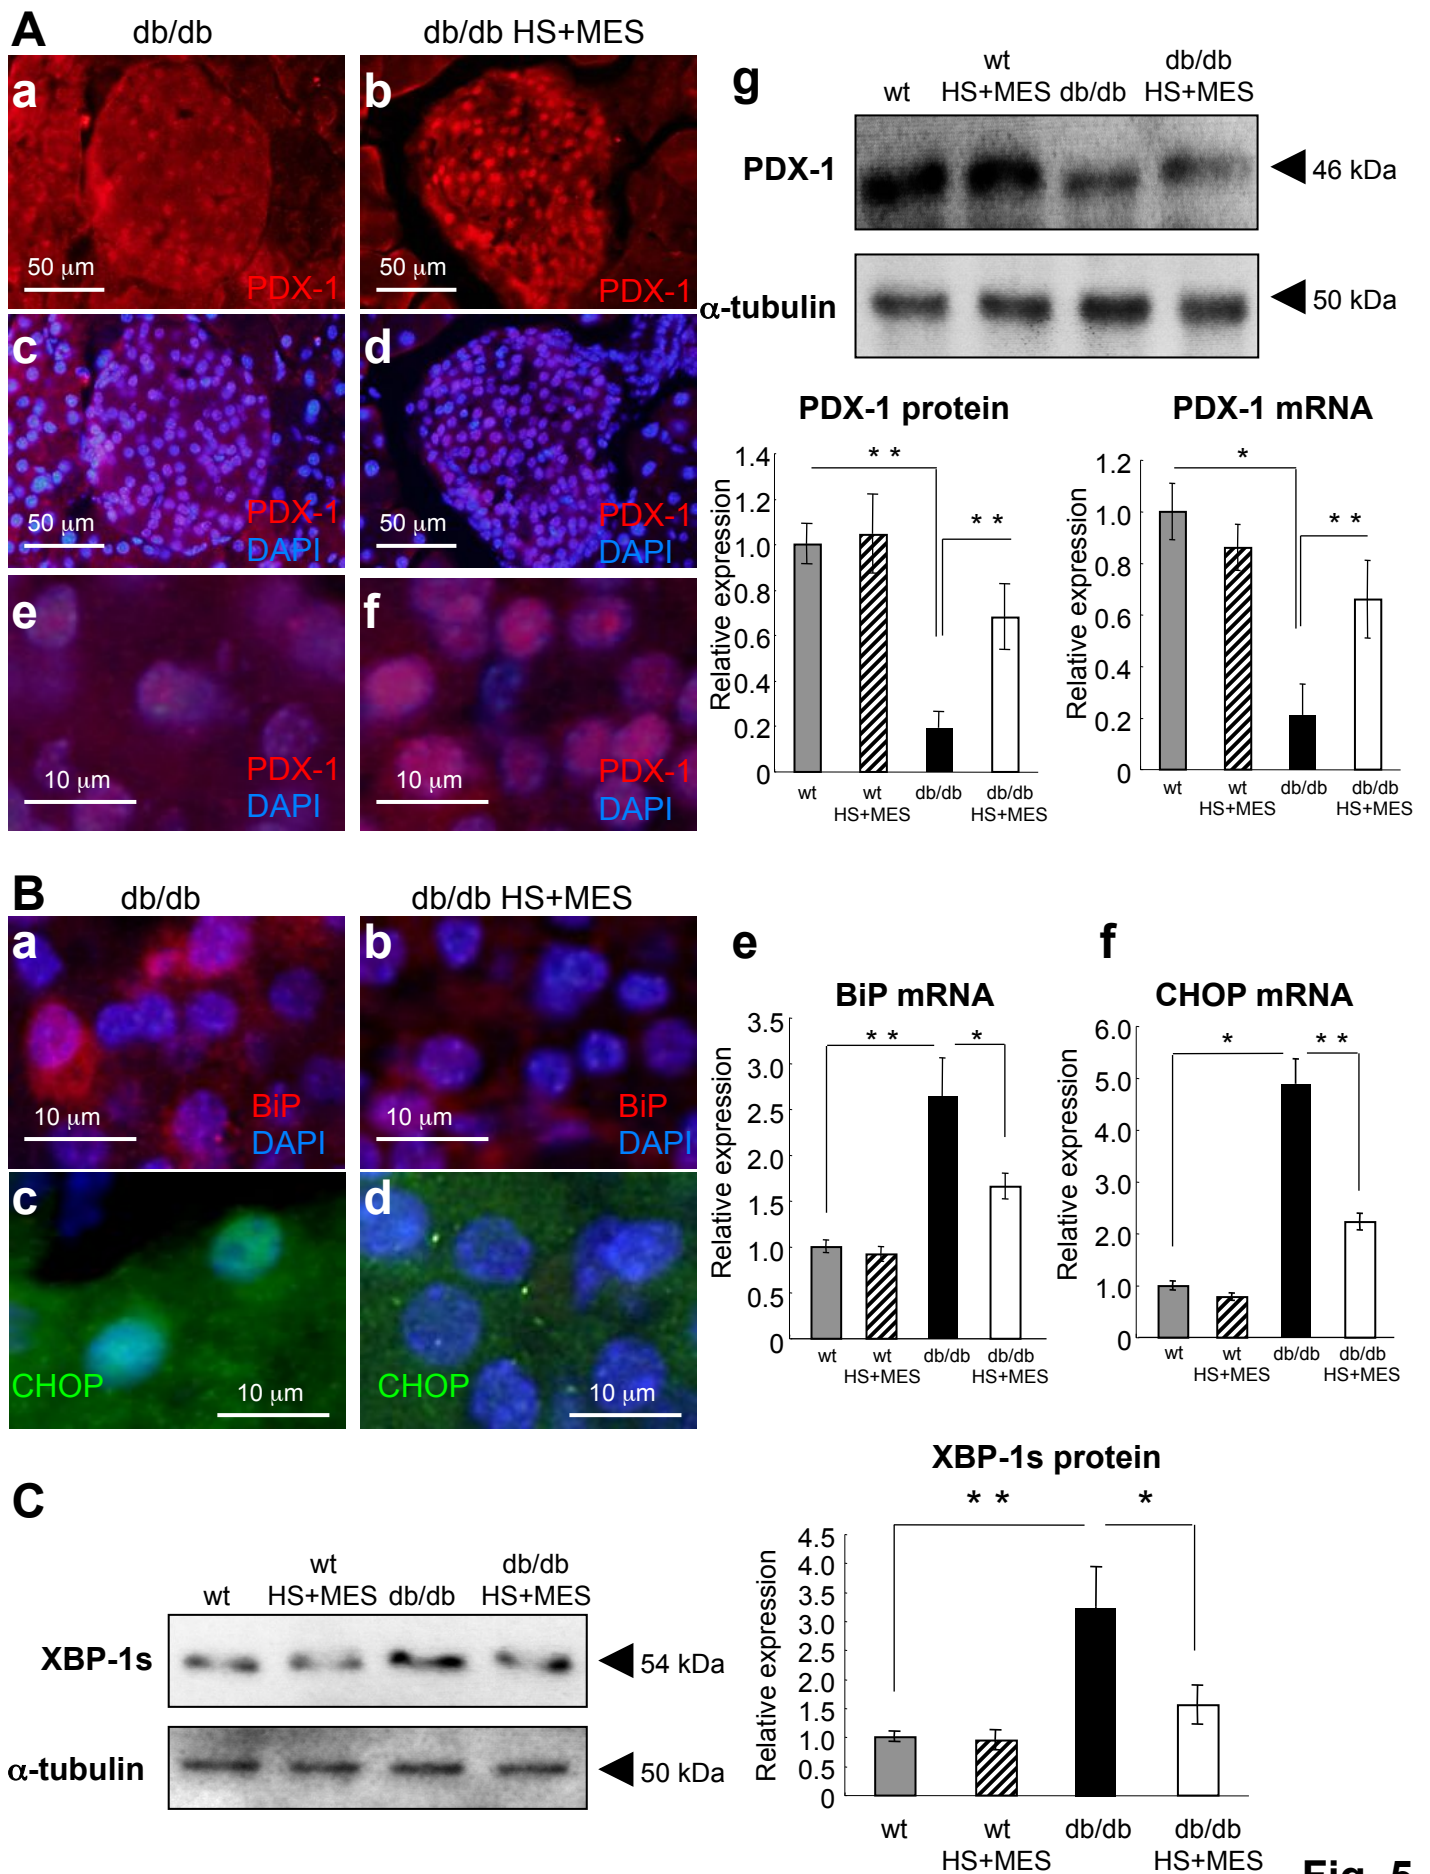 A
db/db
db/db HS+MES
a
50 μm
PDX-1
b
50 μm
PDX-1
c
50 μm
PDX-1
DAPI
d
50 μm
PDX-1
DAPI
e
10 μm
PDX-1
DAPI
f
10 μm
PDX-1
DAPI
g
wt
wt
HS+MES
db/db
db/db
HS+MES
PDX-1
46 kDa
α-tubulin
50 kDa
PDX-1 protein
Relative expression
1.4
1.2
1.0
0.8
0.6
0.4
0.2
0
* *
* *
wt
wt
HS+MES
db/db
db/db
HS+MES
PDX-1 mRNA
Relative expression
1.2
1.0
0.8
0.6
0.4
0.2
0
*
* *
wt
wt
HS+MES
db/db
db/db
HS+MES
B
db/db
db/db HS+MES
a
10 μm
BiP
DAPI
b
10 μm
BiP
DAPI
c
CHOP
10 μm
d
CHOP
10 μm
e
BiP mRNA
Relative expression
3.5
3.0
2.5
2.0
1.5
1.0
0.5
0
* *
*
wt
wt
HS+MES
db/db
db/db
HS+MES
f
CHOP mRNA
Relative expression
6.0
5.0
4.0
3.0
2.0
1.0
0
*
* *
wt
wt
HS+MES
db/db
db/db
HS+MES
C
wt
wt
HS+MES
db/db
db/db
HS+MES
XBP-1s
54 kDa
α-tubulin
50 kDa
XBP-1s protein
Relative expression
4.5
4.0
3.5
3.0
2.5
2.0
1.5
1.0
0.5
0
* *
*
wt
wt
HS+MES
db/db
db/db
HS+MES
Fig. 5